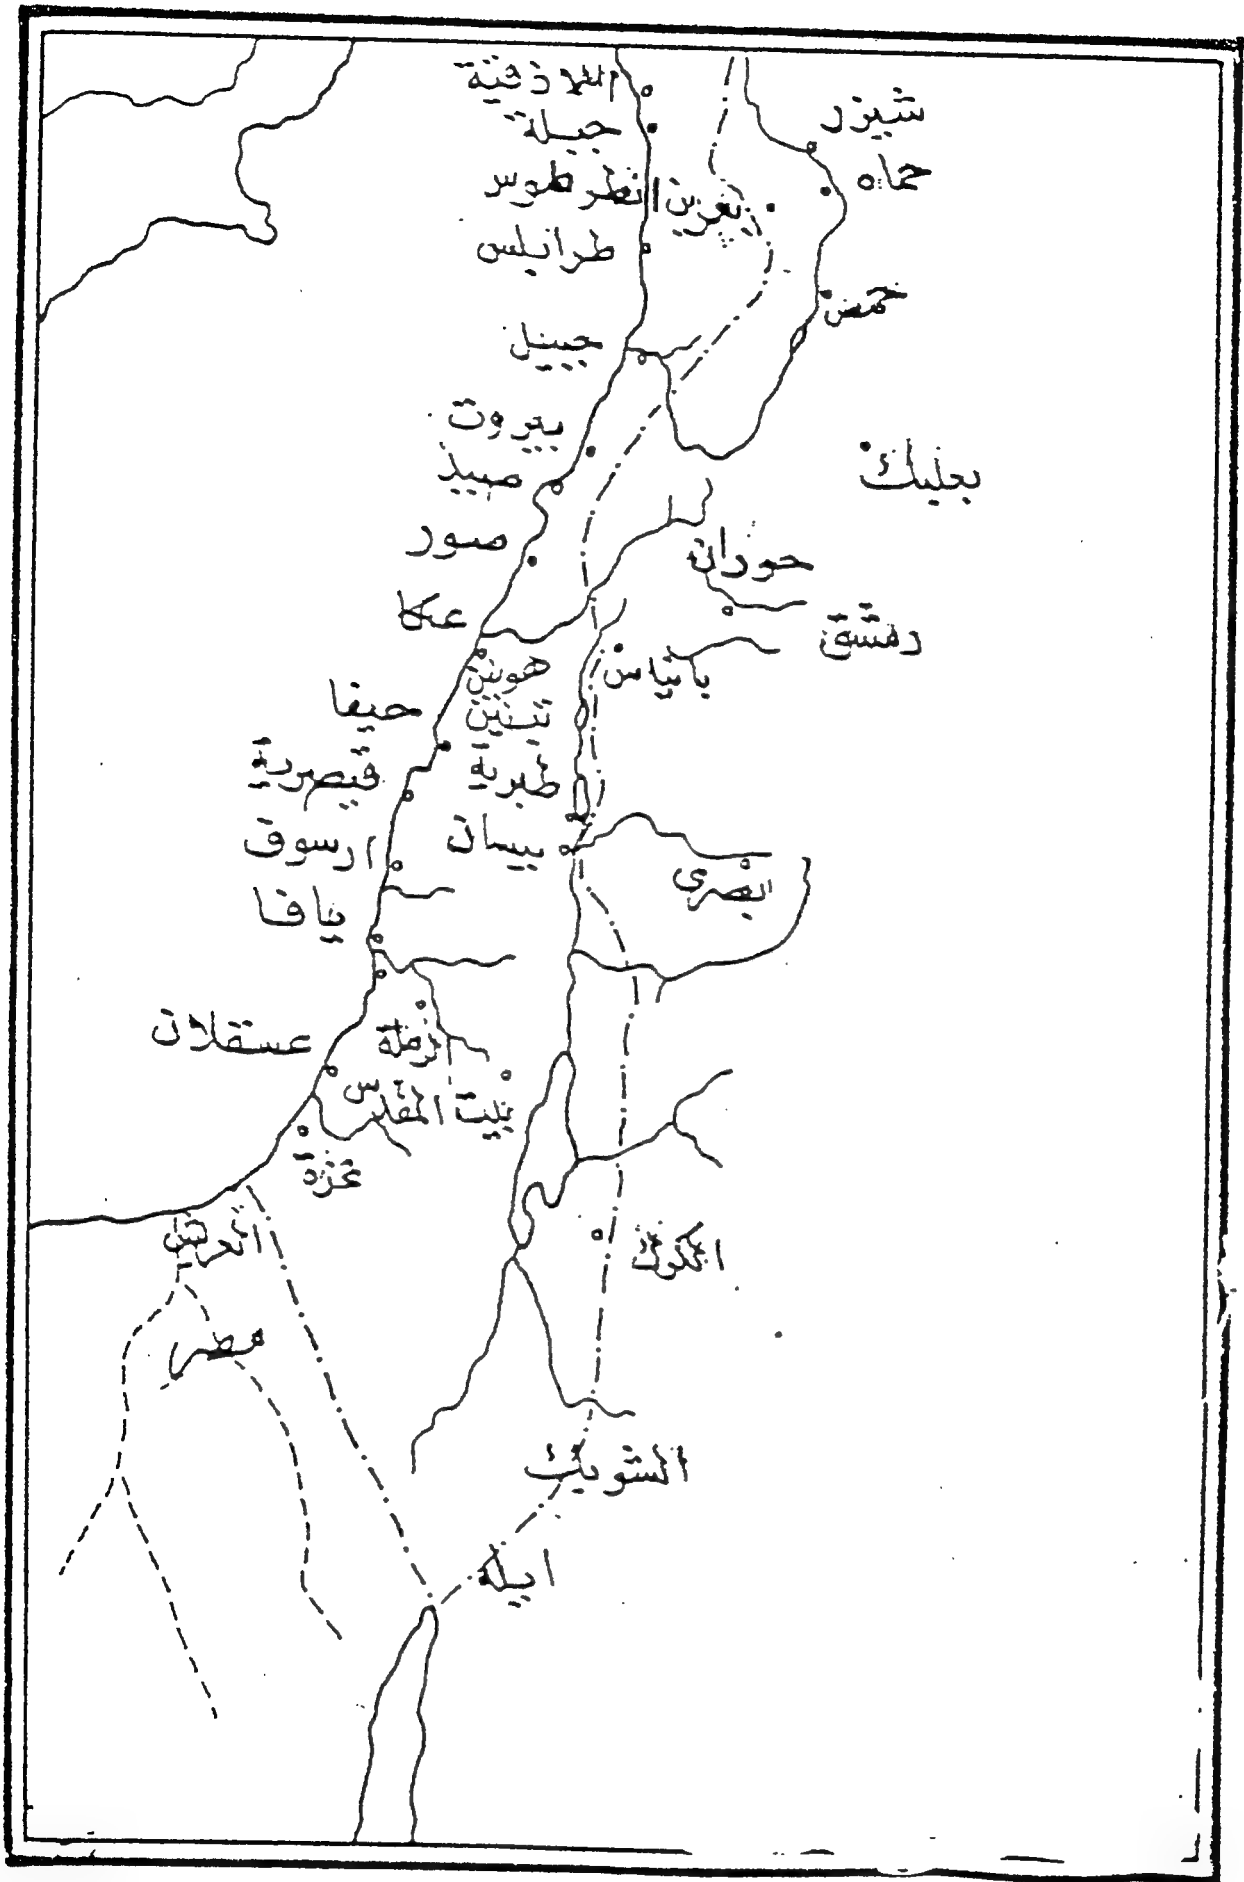 اللاذقية
جبلة
شيزر
حماه
انطرطوس
بعرين
طرابلس
حمص
جبيل
بيروت
صيدا
بعلبك
صور
حوران
عكا
دمشق
هونين
بانياس
حيفا
تبنين
قيصرية
طبرية
ارسوف
بيسان
يافا
البصرى
عسقلان
رملة
بيت المقدس
غزة
العريش
الكرك
مصر
الشوبك
ايلة